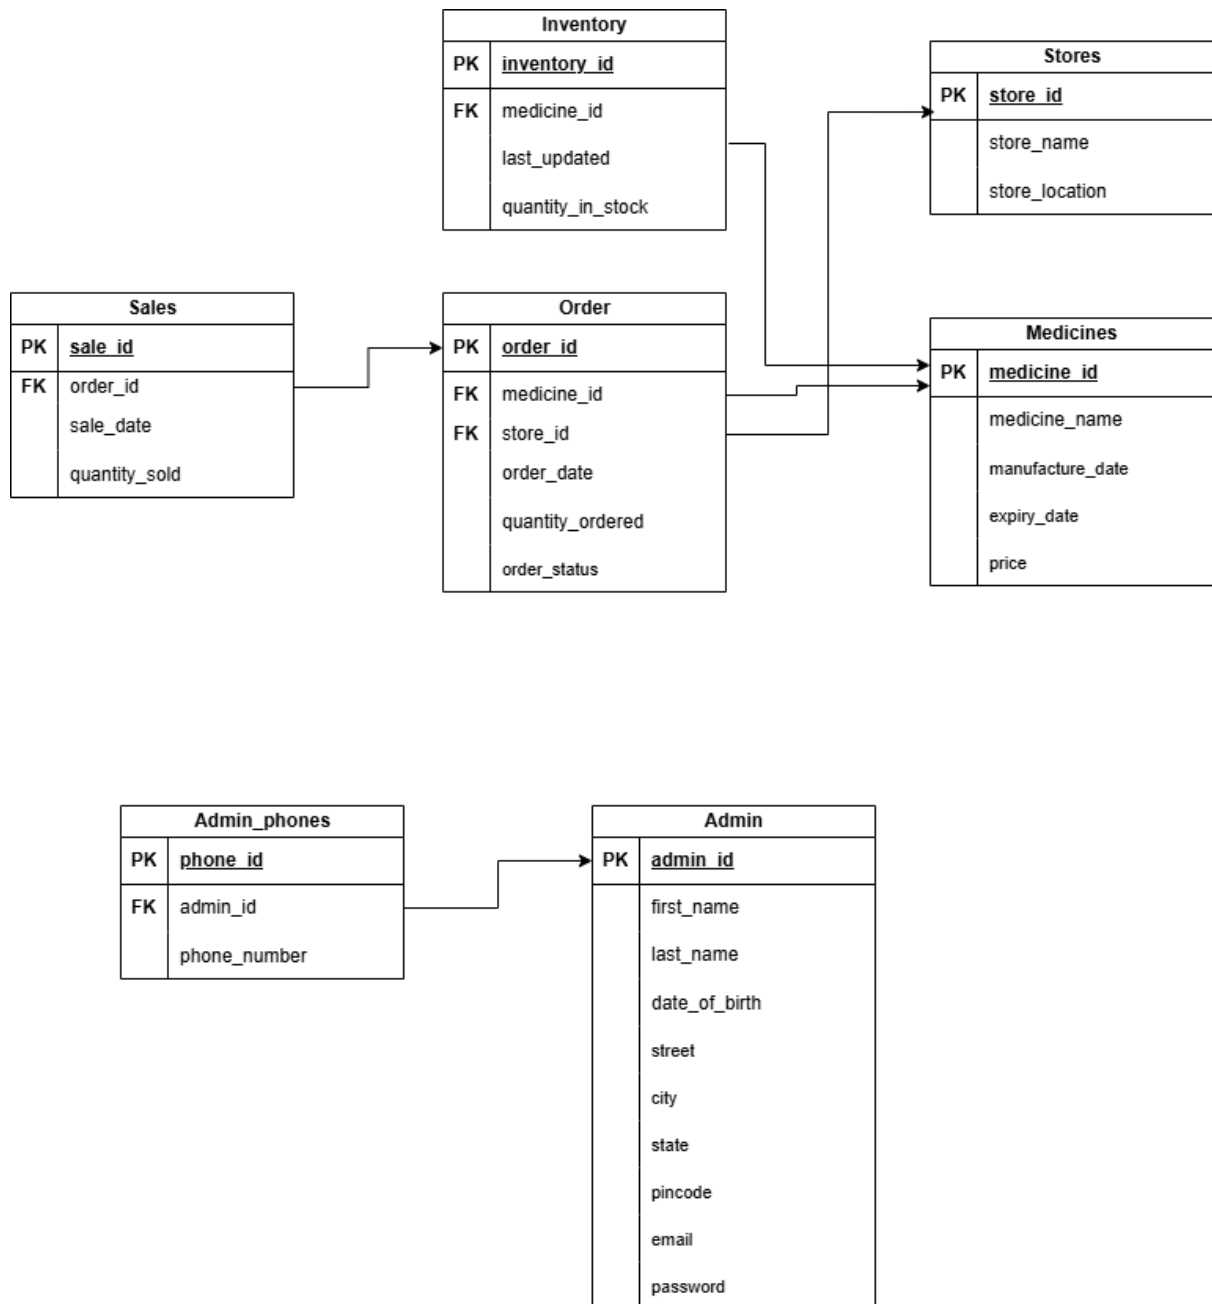 Inventory
PK inventory_id
FK medicine_id
last_updated
quantity_in_stock
Stores
PK store_id
store_name
store_location
Sales
PK sale_id
FK order_id
sale_date
quantity_sold
Order
PK order_id
FK medicine_id
FK store_id
order_date
quantity_ordered
order_status
Medicines
PK medicine_id
medicine_name
manufacture_date
expiry_date
price
Admin_phones
PK phone_id
FK admin_id
phone_number
Admin
PK admin_id
first_name
last_name
date_of_birth
street
city
state
pincode
email
password